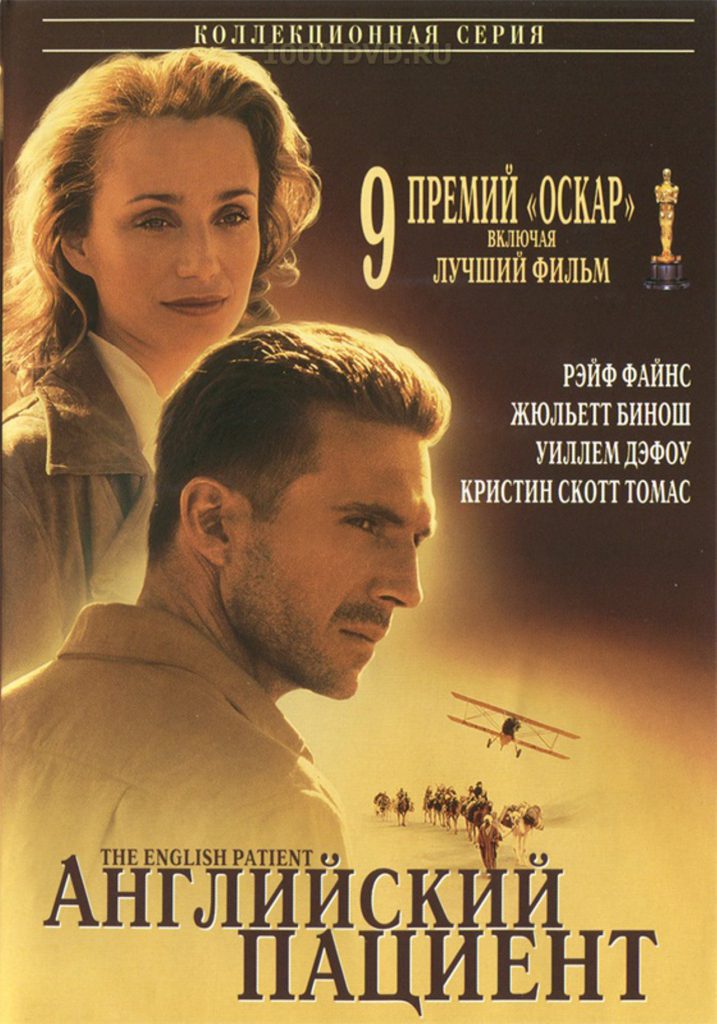 КОЛЛЕКЦИОННАЯ СЕРИЯ
1000 DVD.RU
9 ПРЕМИЙ «ОСКАР»
ВКЛЮЧАЯ
ЛУЧШИЙ ФИЛЬМ
РЭЙФ ФАЙНС
ЖЮЛЬЕТТ БИНОШ
УИЛЛЕМ ДЭФОУ
КРИСТИН СКОТТ ТОМАС
THE ENGLISH PATIENT
АНГЛИЙСКИЙ
ПАЦИЕНТ